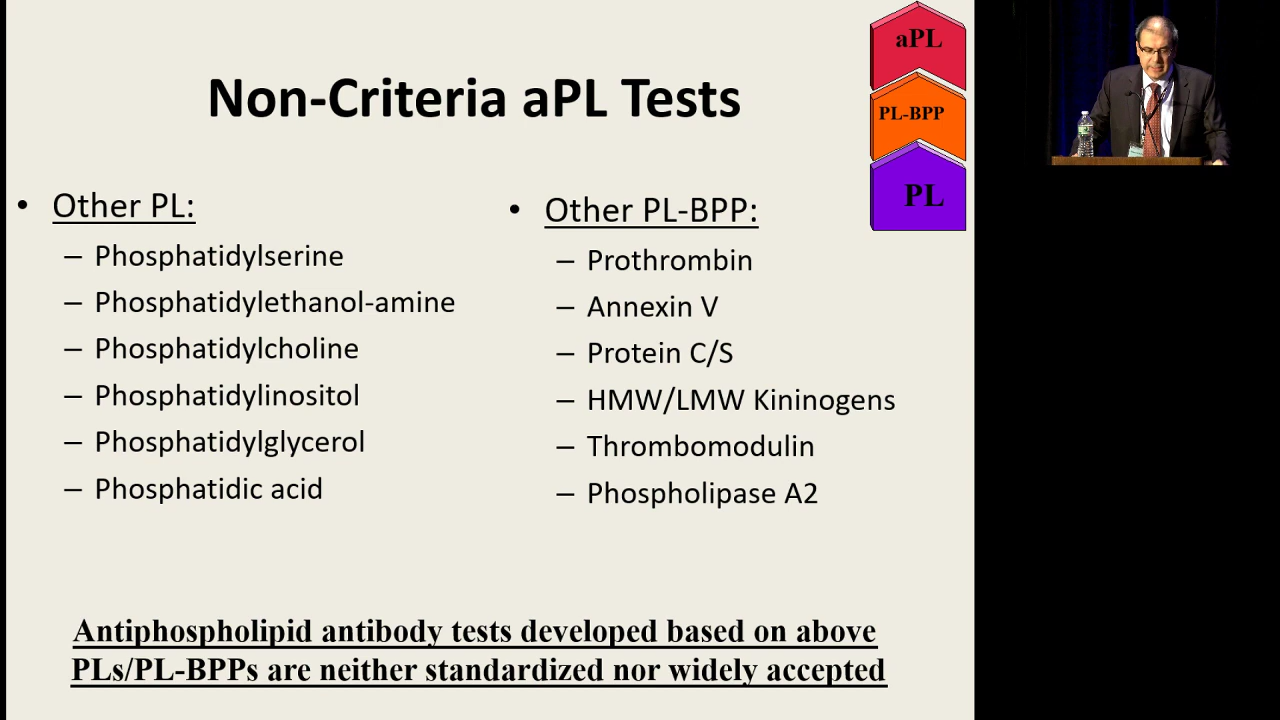 Non-Criteria aPL Tests
aPL
PL-BPP
PL
• Other PL:
– Phosphatidylserine
– Phosphatidylethanol-amine
– Phosphatidylcholine
– Phosphatidylinositol
– Phosphatidylglycerol
– Phosphatidic acid
• Other PL-BPP:
– Prothrombin
– Annexin V
– Protein C/S
– HMW/LMW Kininogens
– Thrombomodulin
– Phospholipase A2
Antiphospholipid antibody tests developed based on above
PLs/PL-BPPs are neither standardized nor widely accepted